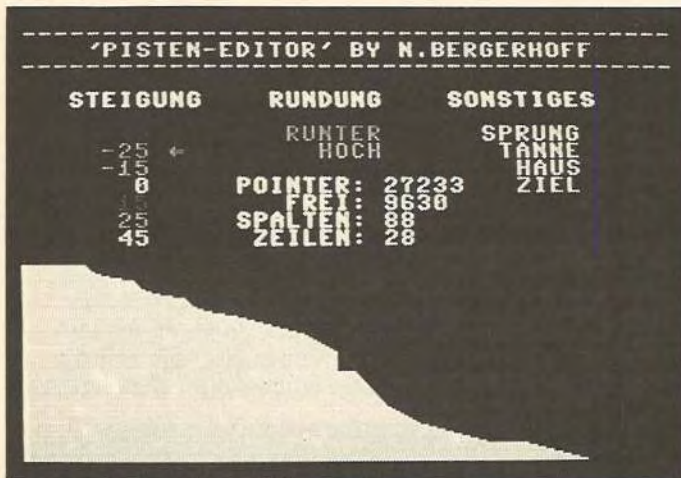 'PISTEN-EDITOR' BY N.BERGERHOFF
STEIGUNG RUNDUNG SONSTIGES
RUNTER SPRUNG
-25 ← HOCH TANNE
-15 HAUS
0 POINTER: 27233 ZIEL
15 FREI: 9630
25 SPALTEN: 88
45 ZEILEN: 28